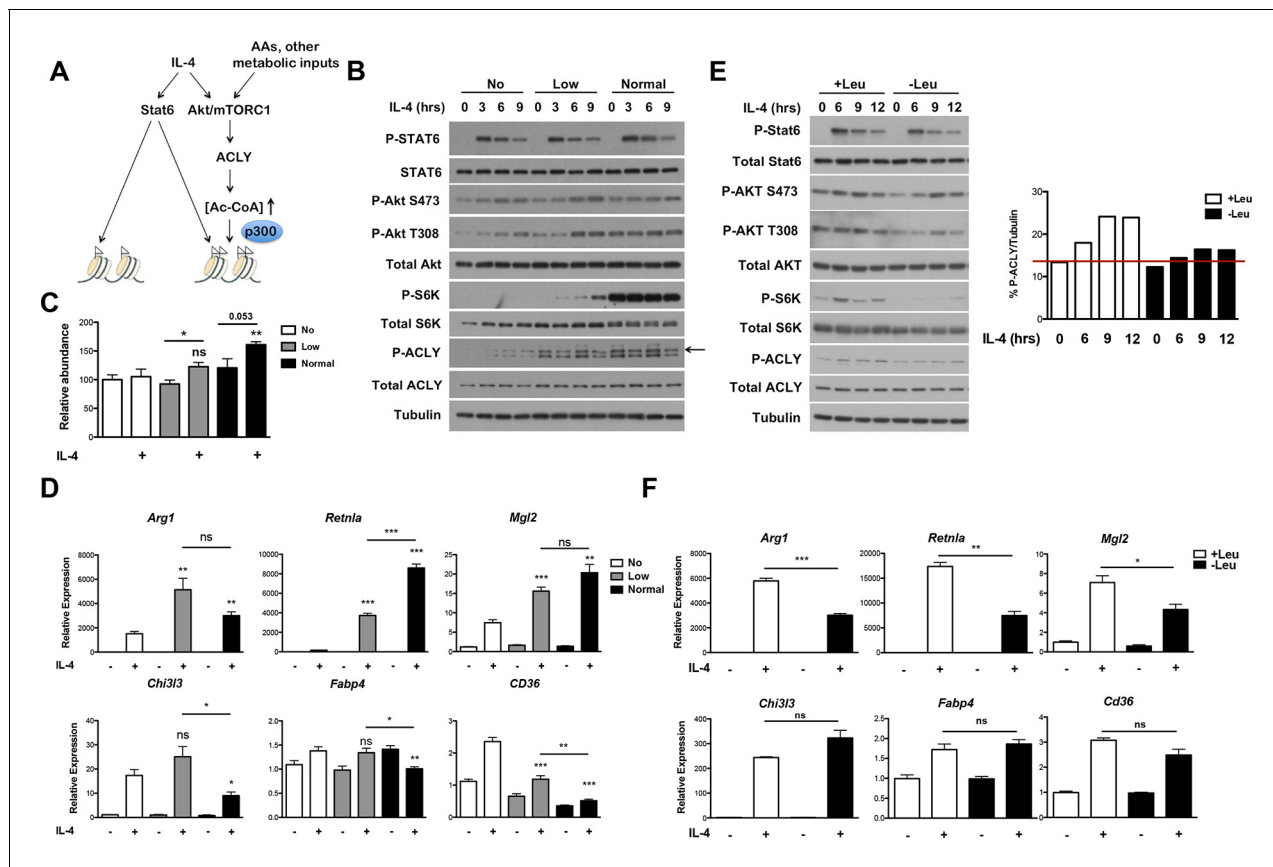 A
IL-4
AAs, other
metabolic inputs
Stat6
Akt/mTORC1
ACLY
[Ac-CoA]
p300
B
No Low Normal
IL-4 (hrs) 0 3 6 9 0 3 6 9 0 3 6 9
P-STAT6
STAT6
P-Akt S473
P-Akt T308
Total Akt
P-S6K
Total S6K
P-ACLY
Total ACLY
Tubulin
C
Relative abundance
200
150
100
50
0
* ns 0.053 **
No
Low
Normal
IL-4 + + +
D
Arg1
Relative Expression
8000
6000
4000
2000
0
** ns **
IL-4 - + - + - +
Retnla
10000
8000
6000
4000
2000
0
*** *** ***
- + - + - +
Mgl2
25
20
15
10
5
0
*** ns **
- + - + - +
No
Low
Normal
Chi3l3
Relative Expression
40
30
20
10
0
ns * *
IL-4 - + - + - +
Fabp4
2.0
1.5
1.0
0.5
0.0
ns * **
- + - + - +
CD36
3
2
1
0
*** ** ***
- + - + - +
E
+Leu -Leu
IL-4 (hrs) 0 6 9 12 0 6 9 12
P-Stat6
Total Stat6
P-AKT S473
P-AKT T308
Total AKT
P-S6K
Total S6K
P-ACLY
Total ACLY
Tubulin
% P-ACLY/Tubulin
30
20
10
0
+Leu
-Leu
IL-4 (hrs) 0 6 9 12 0 6 9 12
F
Arg1
Relative Expression
8000
6000
4000
2000
0
***
IL-4 - + - +
Retnla
20000
15000
10000
5000
0
**
- + - +
Mgl2
10
8
6
4
2
0
*
- + - +
+Leu
-Leu
Chi3l3
Relative Expression
400
300
200
100
0
ns
IL-4 - + - +
Fabp4
2.5
2.0
1.5
1.0
0.5
0.0
ns
- + - +
Cd36
4
3
2
1
0
ns
- + - +